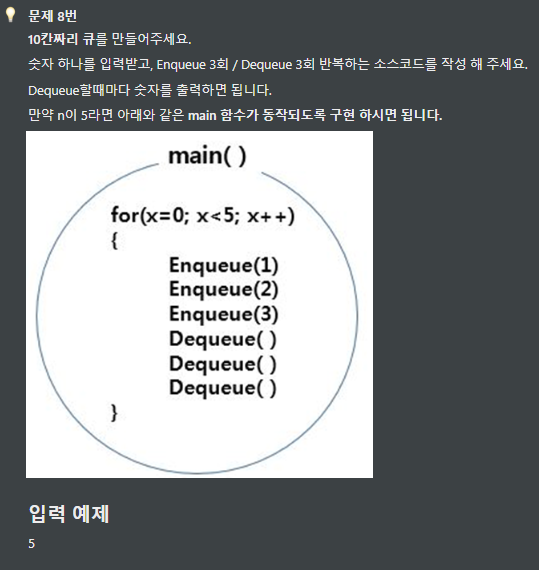 문제 8번
10칸짜리 큐를 만들어주세요.
숫자 하나를 입력받고, Enqueue 3회 / Dequeue 3회 반복하는 소스코드를 작성 해 주세요.
Dequeue할때마다 숫자를 출력하면 됩니다.
만약 n이 5라면 아래와 같은 main 함수가 동작되도록 구현 하시면 됩니다.
main( )
for(x=0; x<5; x++)
{
Enqueue(1)
Enqueue(2)
Enqueue(3)
Dequeue( )
Dequeue( )
Dequeue( )
}
입력 예제
5